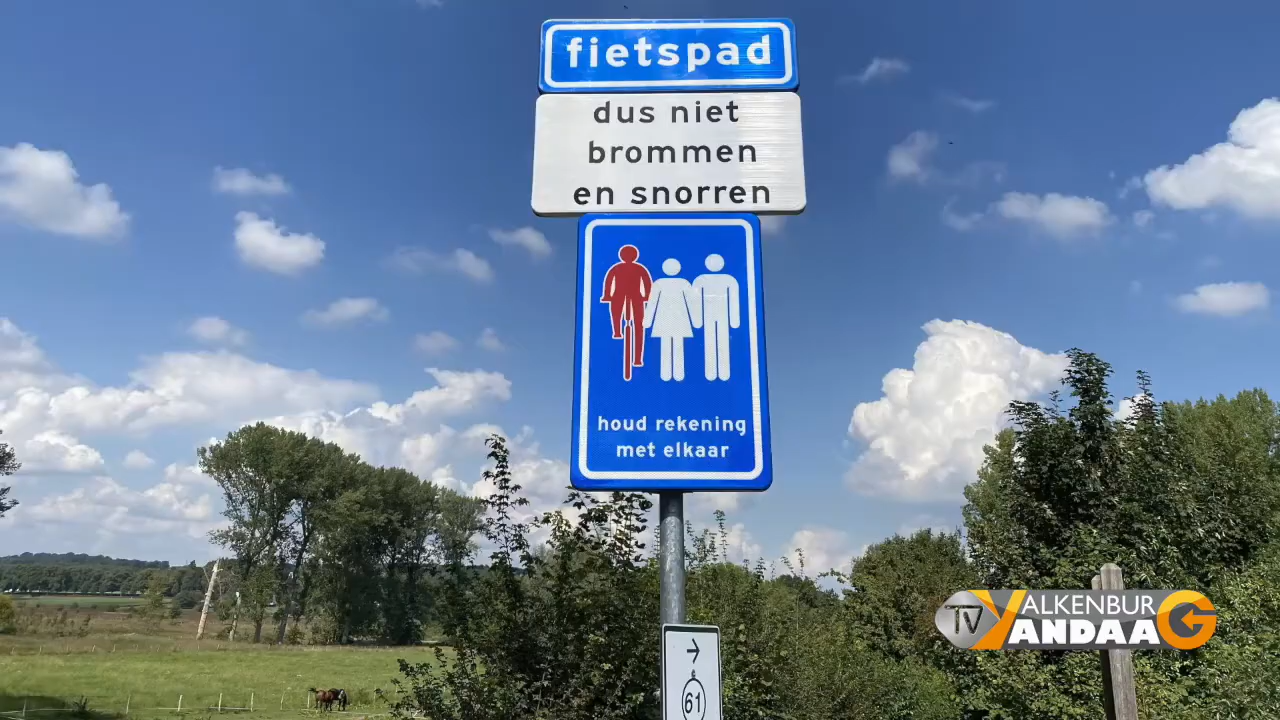 fietspad
dus niet
brommen
en snorren
houd rekening
met elkaar
→
61
TV VALKENBURG
VANDAAG